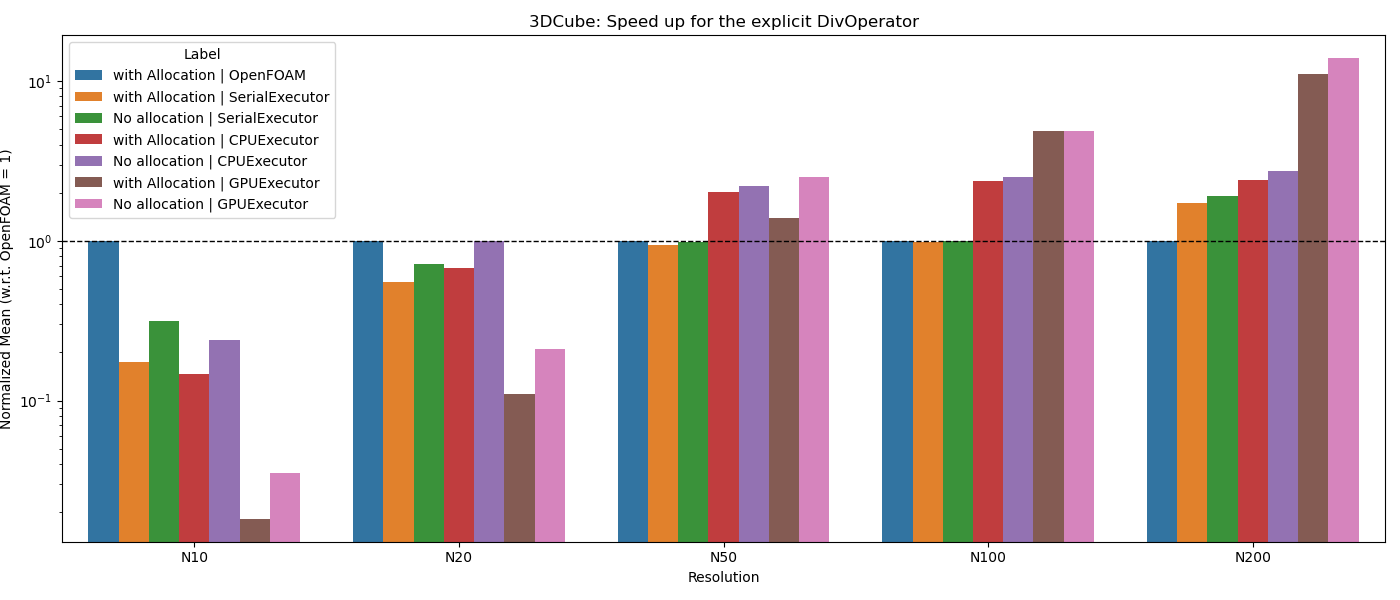 3DCube: Speed up for the explicit DivOperator
Normalized Mean (w.r.t. OpenFOAM = 1)
Label
with Allocation | OpenFOAM
with Allocation | SerialExecutor
No allocation | SerialExecutor
with Allocation | CPUExecutor
No allocation | CPUExecutor
with Allocation | GPUExecutor
No allocation | GPUExecutor
10¹
10⁰
10⁻¹
N10 N20 N50 N100 N200
Resolution